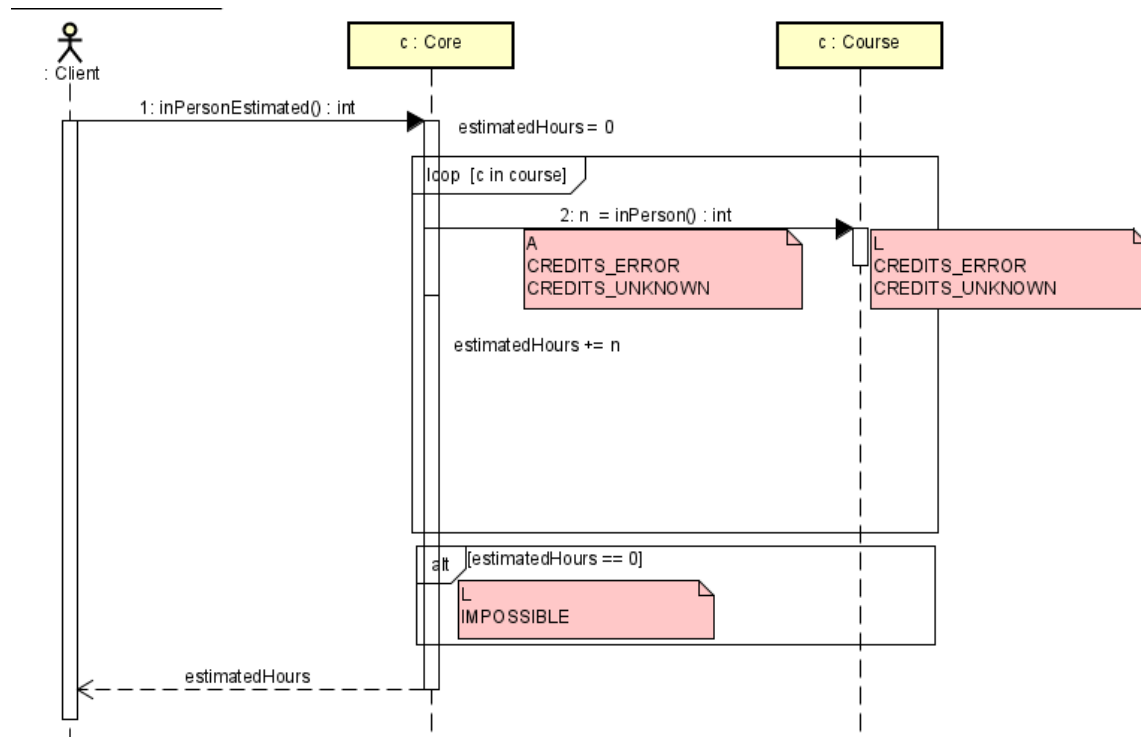 : Client
c : Core
c : Course
1: inPersonEstimated() : int
estimatedHours = 0
loop [c in course]
2: n = inPerson() : int
A
CREDITS_ERROR
CREDITS_UNKNOWN
L
CREDITS_ERROR
CREDITS_UNKNOWN
estimatedHours += n
alt [estimatedHours == 0]
L
IMPOSSIBLE
estimatedHours